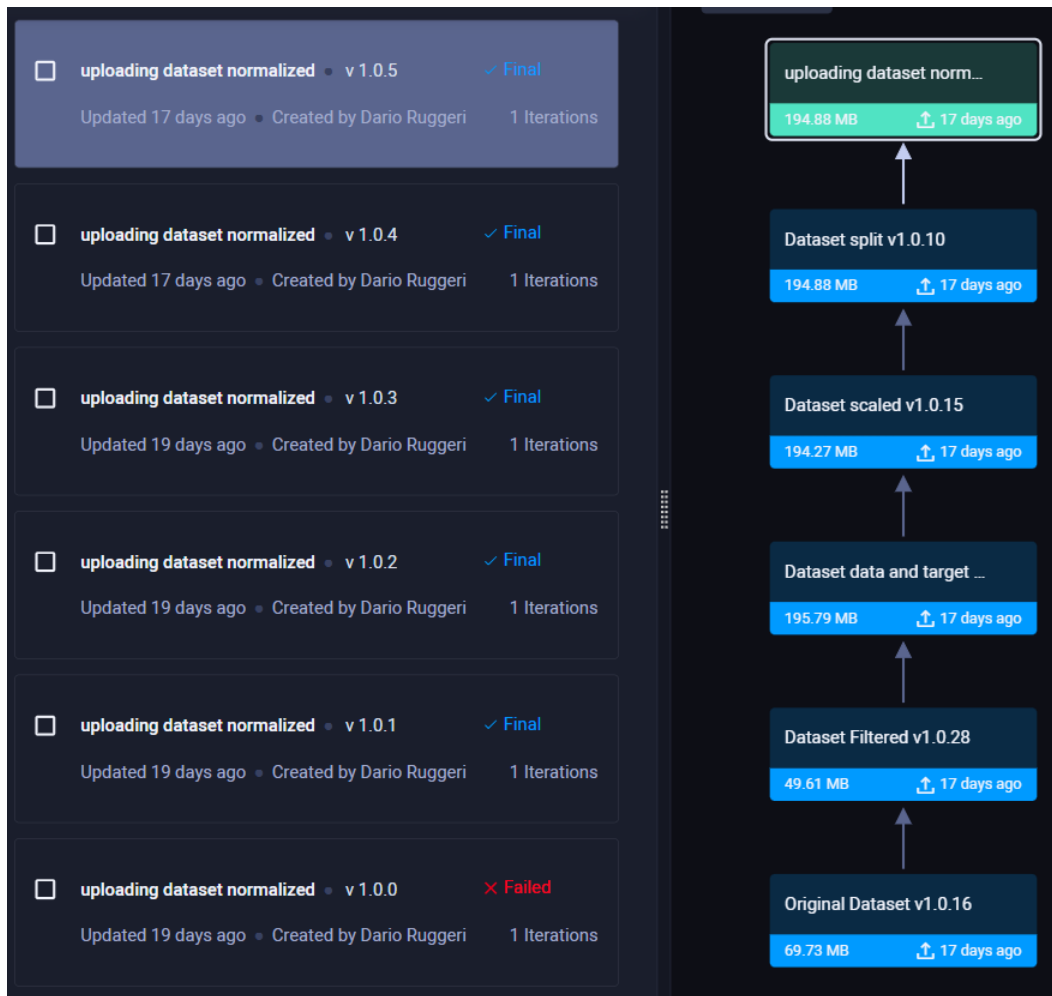 uploading dataset normalized • v 1.0.5 ✓ Final
Updated 17 days ago • Created by Dario Ruggeri 1 Iterations
uploading dataset normalized • v 1.0.4 ✓ Final
Updated 17 days ago • Created by Dario Ruggeri 1 Iterations
uploading dataset normalized • v 1.0.3 ✓ Final
Updated 19 days ago • Created by Dario Ruggeri 1 Iterations
uploading dataset normalized • v 1.0.2 ✓ Final
Updated 19 days ago • Created by Dario Ruggeri 1 Iterations
uploading dataset normalized • v 1.0.1 ✓ Final
Updated 19 days ago • Created by Dario Ruggeri 1 Iterations
uploading dataset normalized • v 1.0.0 ✕ Failed
Updated 19 days ago • Created by Dario Ruggeri 1 Iterations
uploading dataset norm...
194.88 MB 17 days ago
Dataset split v1.0.10
194.88 MB 17 days ago
Dataset scaled v1.0.15
194.27 MB 17 days ago
Dataset data and target ...
195.79 MB 17 days ago
Dataset Filtered v1.0.28
49.61 MB 17 days ago
Original Dataset v1.0.16
69.73 MB 17 days ago